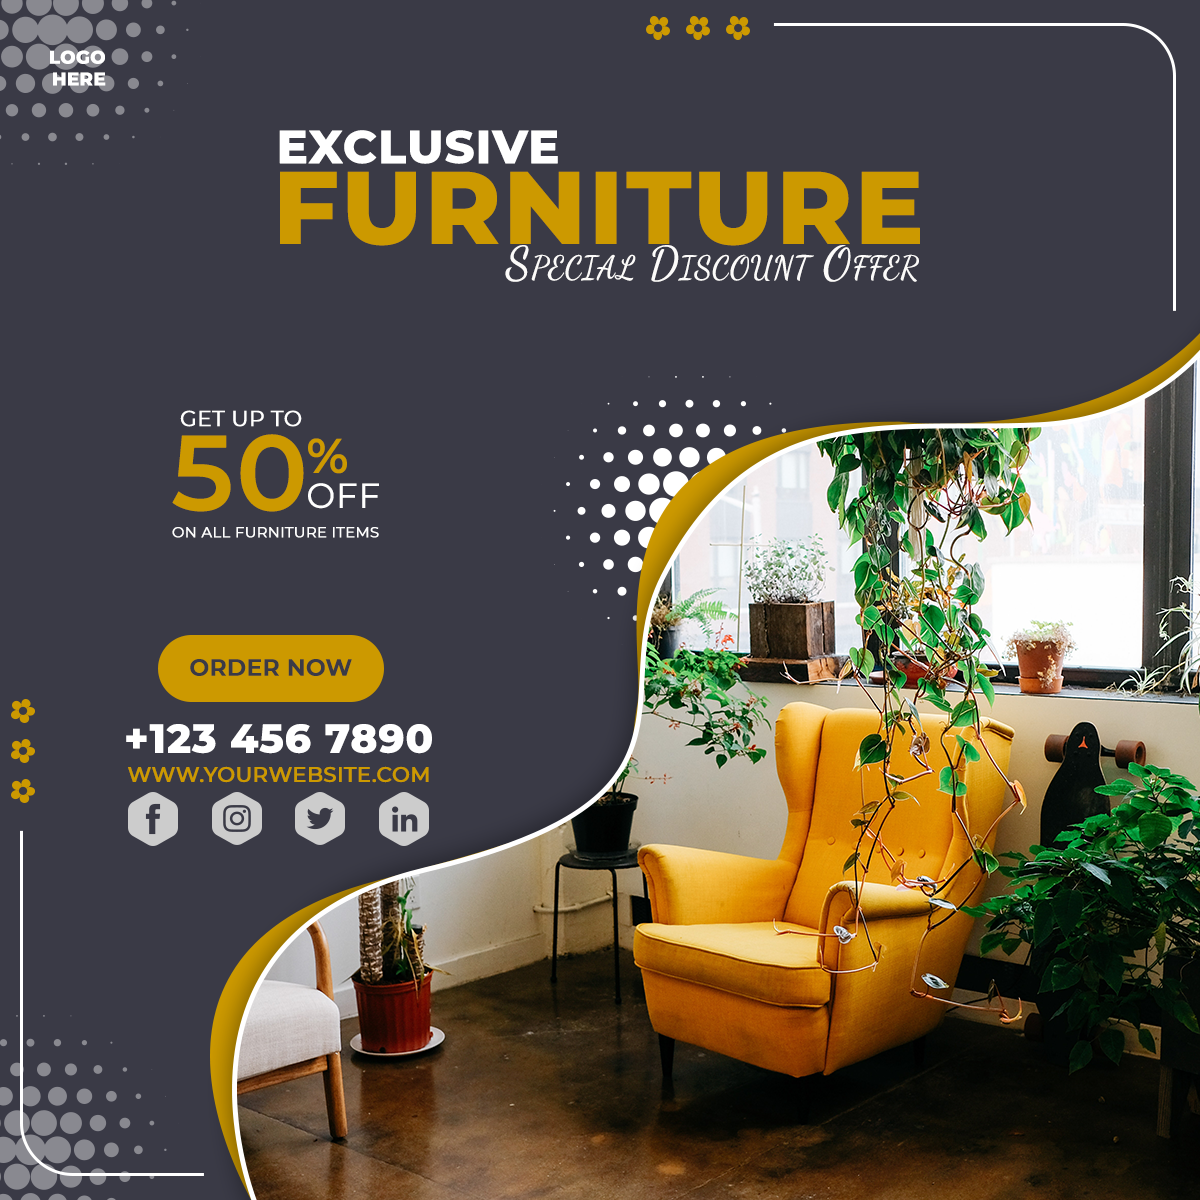 LOGO
HERE
EXCLUSIVE
FURNITURE
SPECIAL DISCOUNT OFFER
GET UP TO
50%
OFF
ON ALL FURNITURE ITEMS
ORDER NOW
+123 456 7890
WWW.YOURWEBSITE.COM